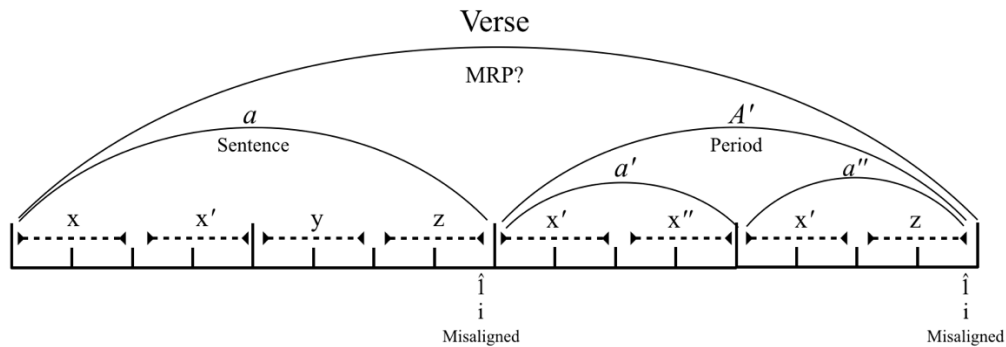 Verse
MRP?
a A′
Sentence Period
a′ a″
x x′ y z x′ x″ x′ z
î î
i i
Misaligned Misaligned